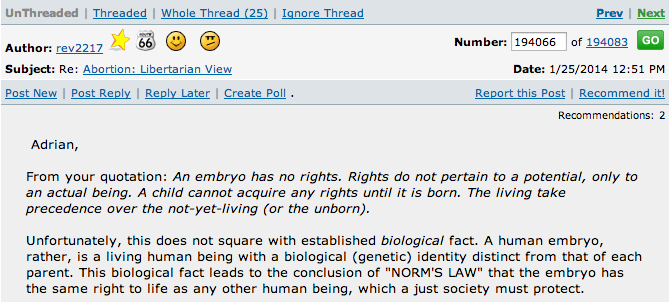 UnThreaded | Threaded | Whole Thread (25) | Ignore Thread Prev | Next
Author: rev2217 ROUTE 66 Number: 194066 of 194083 GO
Subject: Re: Abortion: Libertarian View Date: 1/25/2014 12:51 PM
Post New | Post Reply | Reply Later | Create Poll . Report this Post | Recommend it!
Recommendations: 2
Adrian,
From your quotation: An embryo has no rights. Rights do not pertain to a potential, only to
an actual being. A child cannot acquire any rights until it is born. The living take
precedence over the not-yet-living (or the unborn).
Unfortunately, this does not square with established biological fact. A human embryo,
rather, is a living human being with a biological (genetic) identity distinct from that of each
parent. This biological fact leads to the conclusion of "NORM'S LAW" that the embryo has
the same right to life as any other human being, which a just society must protect.